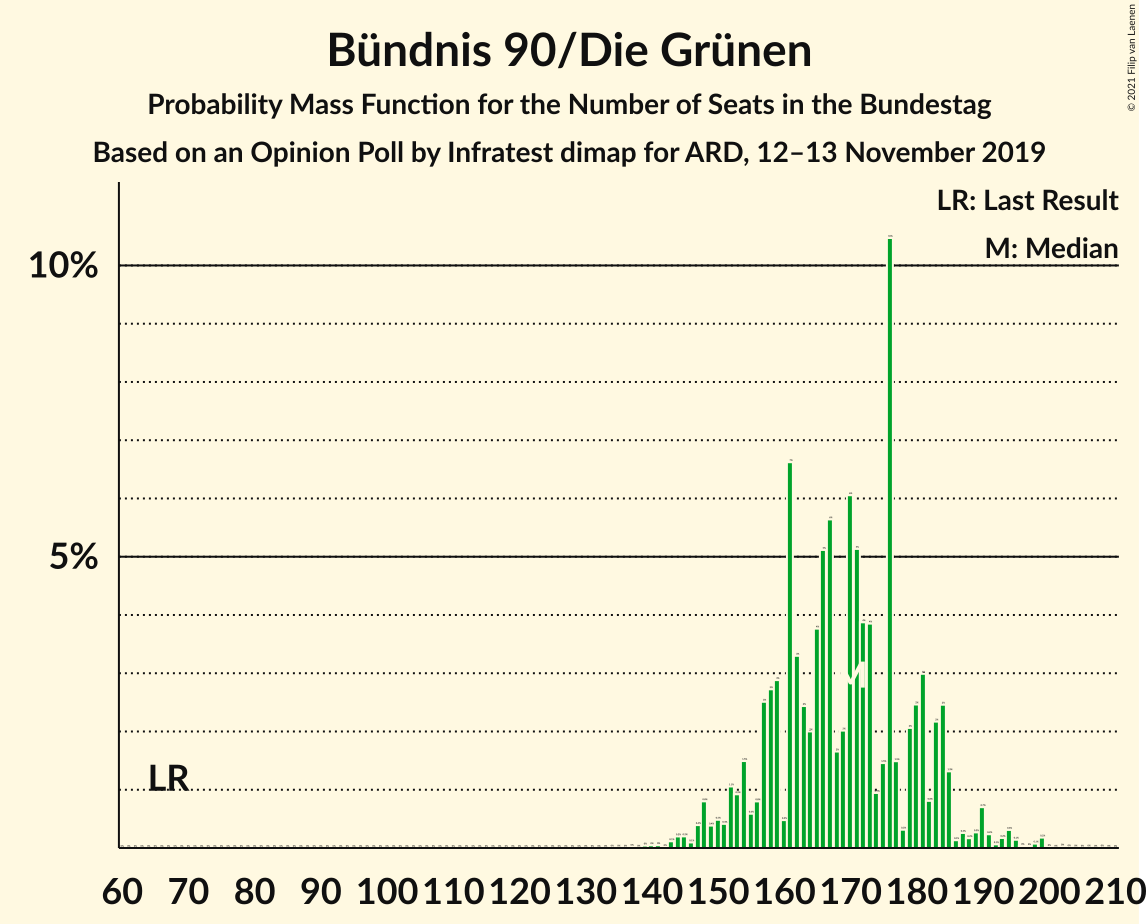 Bündnis 90/Die Grünen
Probability Mass Function for the Number of Seats in the Bundestag
Based on an Opinion Poll by Infratest dimap for ARD, 12–13 November 2019
© 2021 Filip van Laenen
LR: Last Result
M: Median
10%
5%
M
LR
60 70 80 90 100 110 120 130 140 150 160 170 180 190 200 210